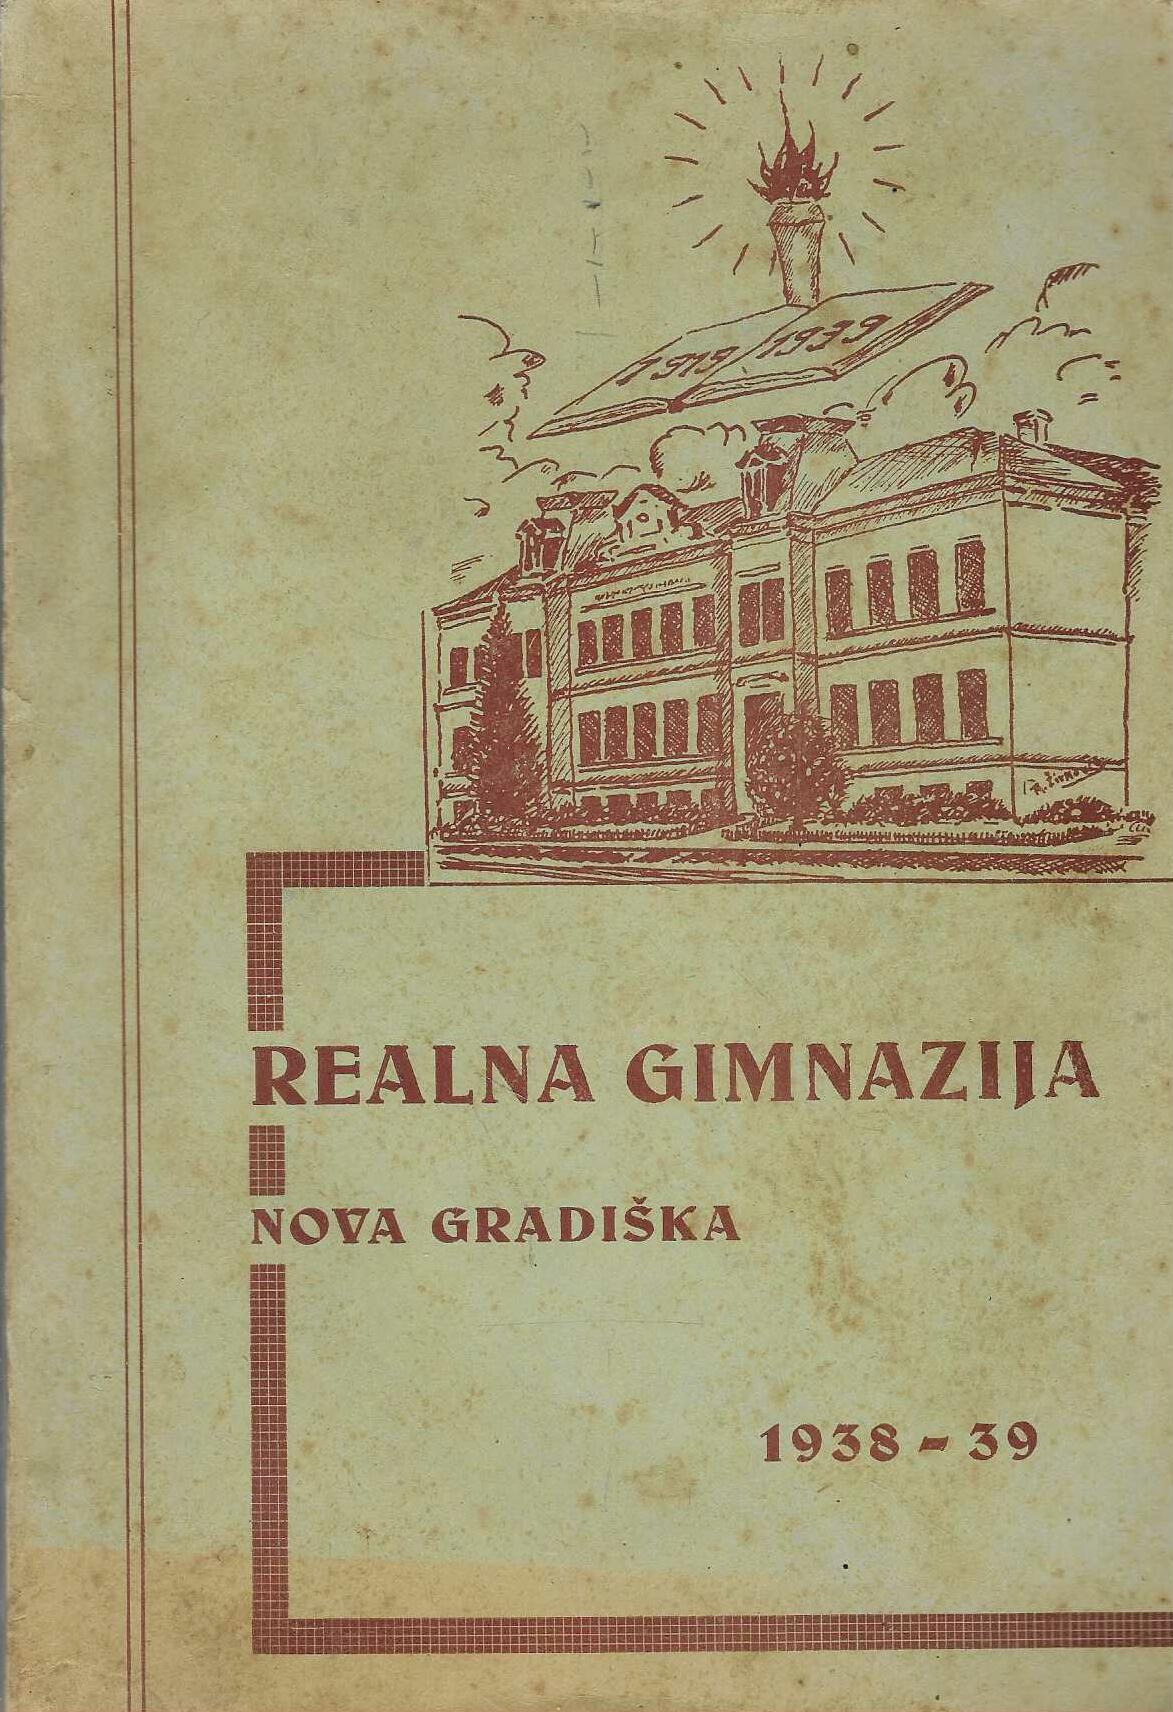 1919 1939
REALNA GIMNAZIJA
NOVA GRADIŠKA
1938-39